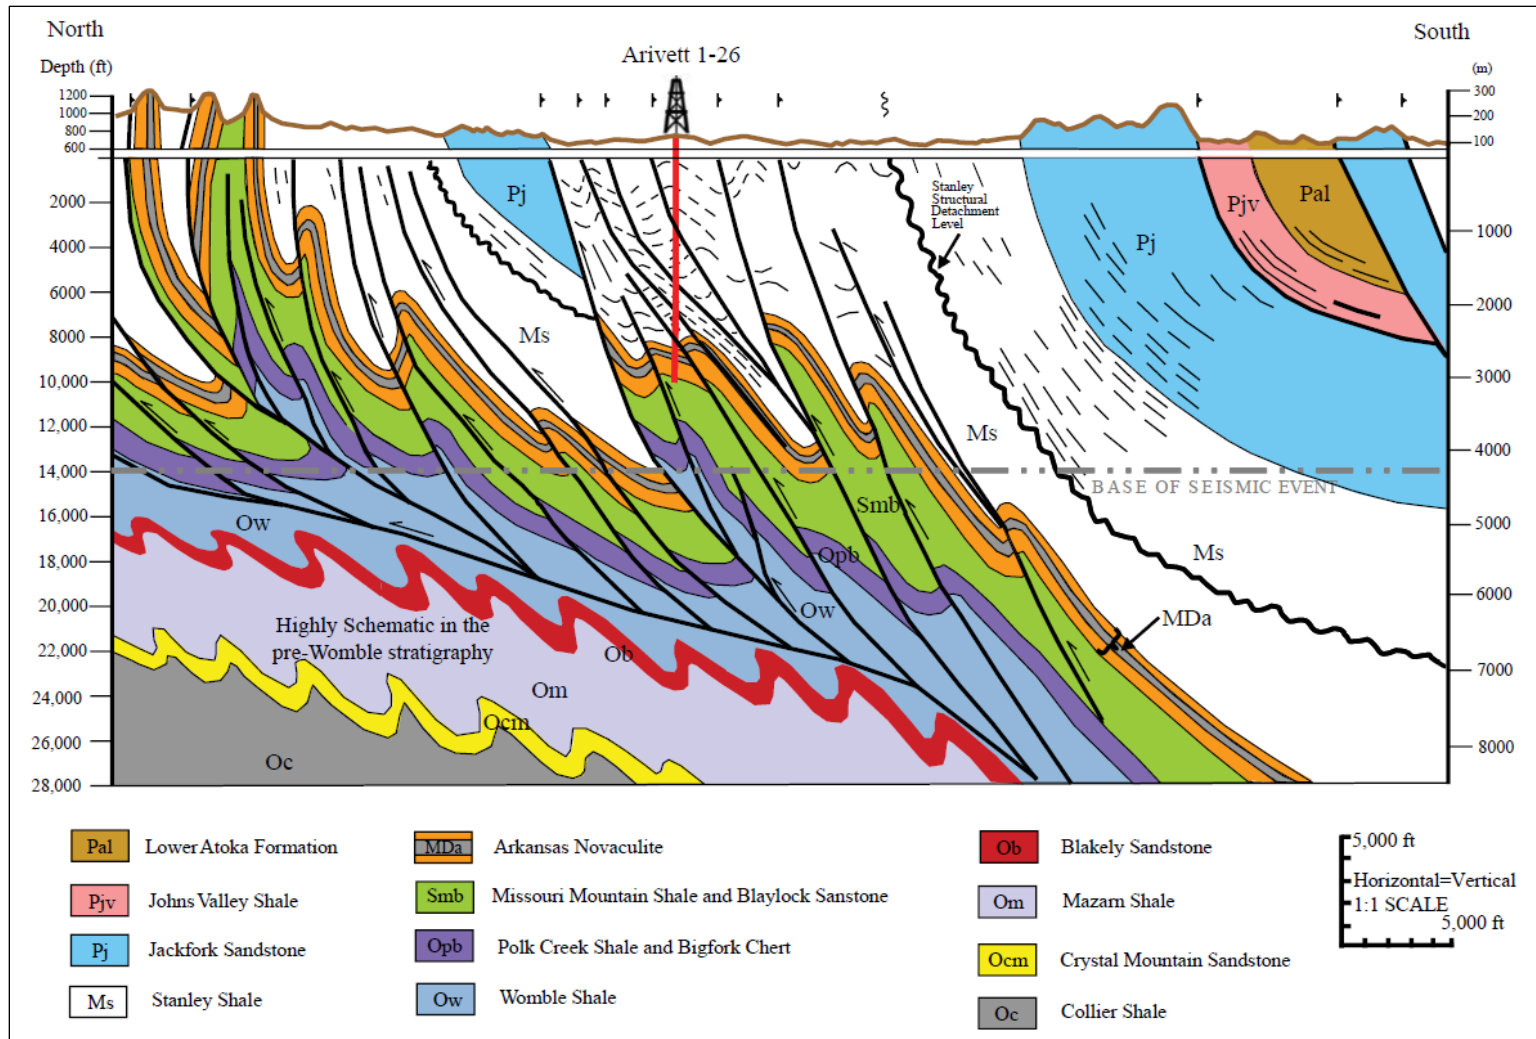 North
South
Arivett 1-26
Depth (ft)
(m)
1200
1000
800
600
2000
4000
6000
8000
10,000
12,000
14,000
16,000
18,000
20,000
22,000
24,000
26,000
28,000
300
200
100
1000
2000
3000
4000
5000
6000
7000
8000
Pj
Stanley
Structural
Detachment
Level
Pj
Pjv
Pal
Ms
Ms
BASE OF SEISMIC EVENT
Smb
Ow
Opb
Ms
Ow
MDa
Highly Schematic in the
pre-Womble stratigraphy
Ob
Om
Ocm
Oc
Pal Lower Atoka Formation
Pjv Johns Valley Shale
Pj Jackfork Sandstone
Ms Stanley Shale
MDa Arkansas Novaculite
Smb Missouri Mountain Shale and Blaylock Sanstone
Opb Polk Creek Shale and Bigfork Chert
Ow Womble Shale
Ob Blakely Sandstone
Om Mazarn Shale
Ocm Crystal Mountain Sandstone
Oc Collier Shale
5,000 ft
Horizontal=Vertical
1:1 SCALE
5,000 ft